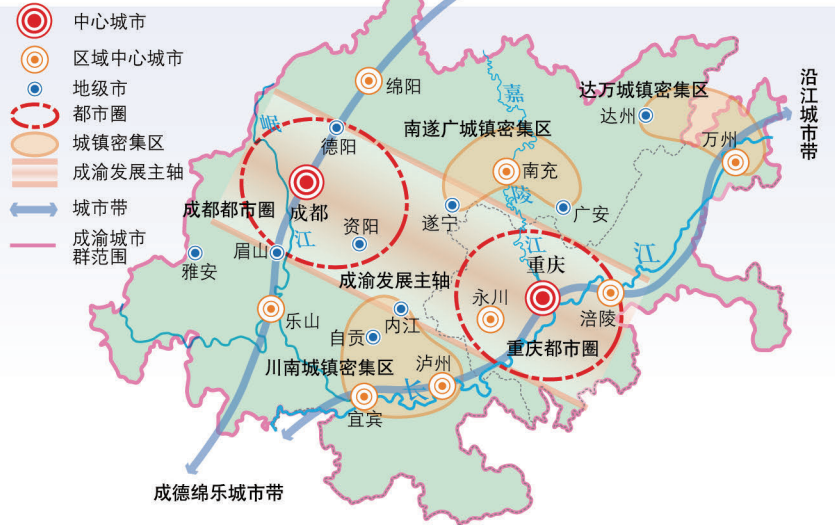 中心城市
区域中心城市
地级市
都市圈
城镇密集区
成渝发展主轴
城市带
成渝城市
群范围
绵阳
嘉
达万城镇密集区
沿江城市带
达州
岷
德阳
南遂广城镇密集区
万州
南充
成都都市圈
成都
遂宁
陵
广安
江
资阳
江
江
雅安
眉山
成渝发展主轴
重庆
永川
涪陵
乐山
内江
自贡
重庆都市圈
川南城镇密集区
泸州
长
宜宾
成德绵乐城市带